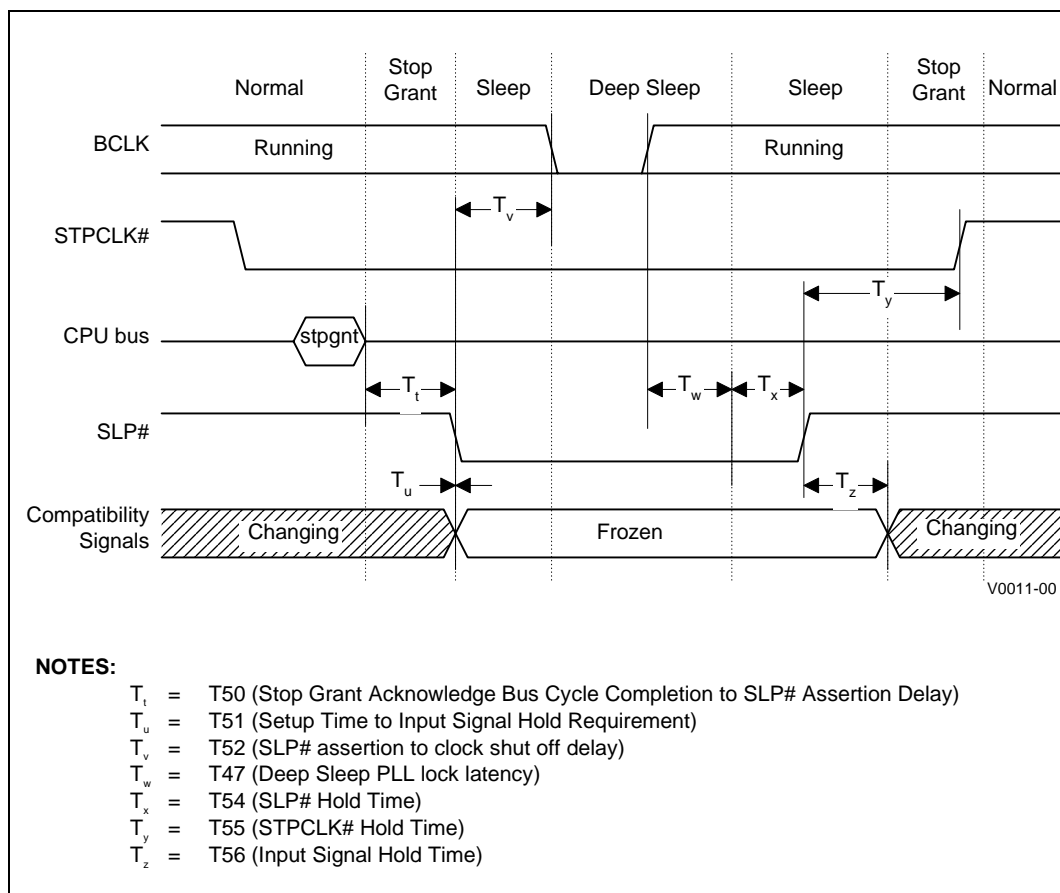 Normal Stop Grant Sleep Deep Sleep Sleep Stop Grant Normal
BCLK Running Running
Tv
STPCLK#
Ty
CPU bus stpgnt
Tt Tw Tx
SLP#
Tu Tz
Compatibility Signals Changing Frozen Changing
V0011-00
NOTES:
Tt = T50 (Stop Grant Acknowledge Bus Cycle Completion to SLP# Assertion Delay)
Tu = T51 (Setup Time to Input Signal Hold Requirement)
Tv = T52 (SLP# assertion to clock shut off delay)
Tw = T47 (Deep Sleep PLL lock latency)
Tx = T54 (SLP# Hold Time)
Ty = T55 (STPCLK# Hold Time)
Tz = T56 (Input Signal Hold Time)